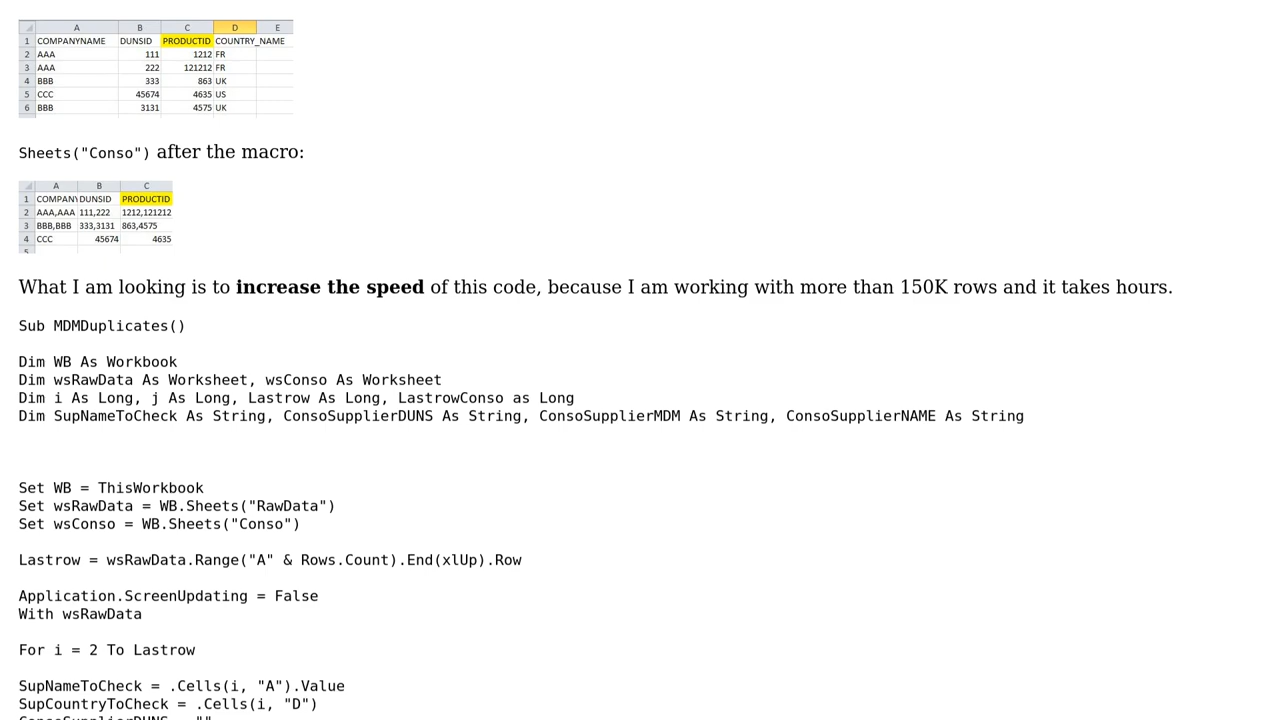 A B C D E
1 COMPANYNAME DUNSID PRODUCTID COUNTRY_NAME
2 AAA 111 1212 FR
3 AAA 222 121212 FR
4 BBB 333 863 UK
5 CCC 45674 4635 US
6 BBB 3131 4575 UK
Sheets("Conso") after the macro:
A B C
1 COMPANY DUNSID PRODUCTID
2 AAA,AAA 111,222 1212,121212
3 BBB,BBB 333,3131 863,4575
4 CCC 45674 4635
5
What I am looking is to increase the speed of this code, because I am working with more than 150K rows and it takes hours.
Sub MDMDuplicates()
Dim WB As Workbook
Dim wsRawData As Worksheet, wsConso As Worksheet
Dim i As Long, j As Long, Lastrow As Long, LastrowConso as Long
Dim SupNameToCheck As String, ConsoSupplierDUNS As String, ConsoSupplierMDM As String, ConsoSupplierNAME As String
Set WB = ThisWorkbook
Set wsRawData = WB.Sheets("RawData")
Set wsConso = WB.Sheets("Conso")
Lastrow = wsRawData.Range("A" & Rows.Count).End(xlUp).Row
Application.ScreenUpdating = False
With wsRawData
For i = 2 To Lastrow
SupNameToCheck = .Cells(i, "A").Value
SupCountryToCheck = .Cells(i, "D")
ConsoSupplierDUNS = ""